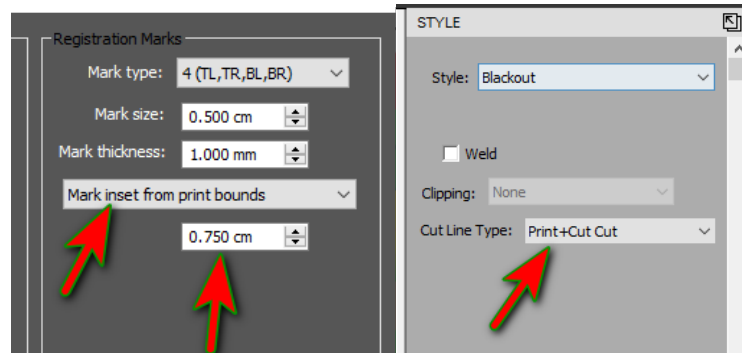 Registration Marks
Mark type: 4 (TL,TR,BL,BR)
Mark size: 0.500 cm
Mark thickness: 1.000 mm
Mark inset from print bounds
0.750 cm
STYLE
Style: Blackout
Weld
Clipping: None
Cut Line Type: Print+Cut Cut